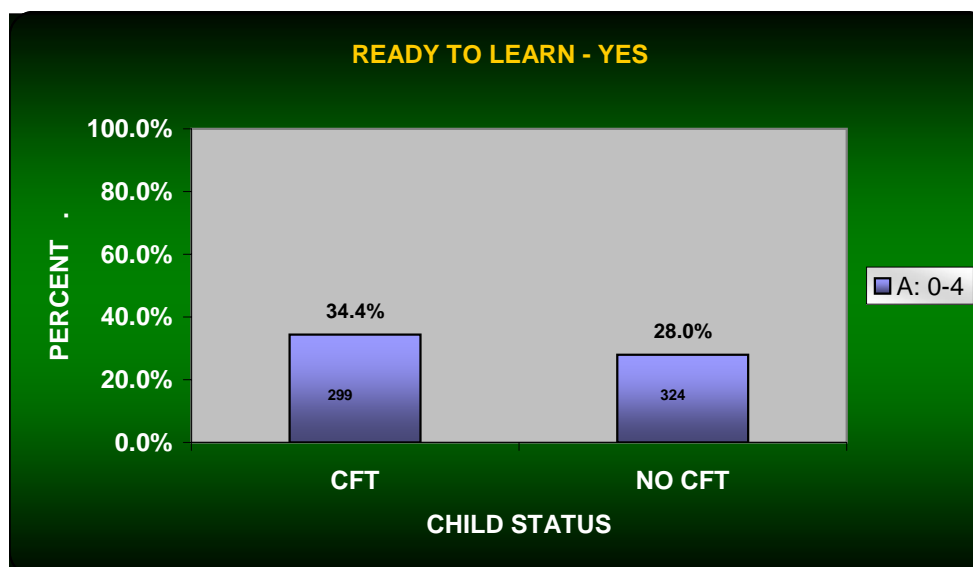 READY TO LEARN - YES
100.0%
80.0%
60.0%
40.0%
20.0%
0.0%
PERCENT .
34.4%
28.0%
299
324
A: 0-4
CFT
NO CFT
CHILD STATUS